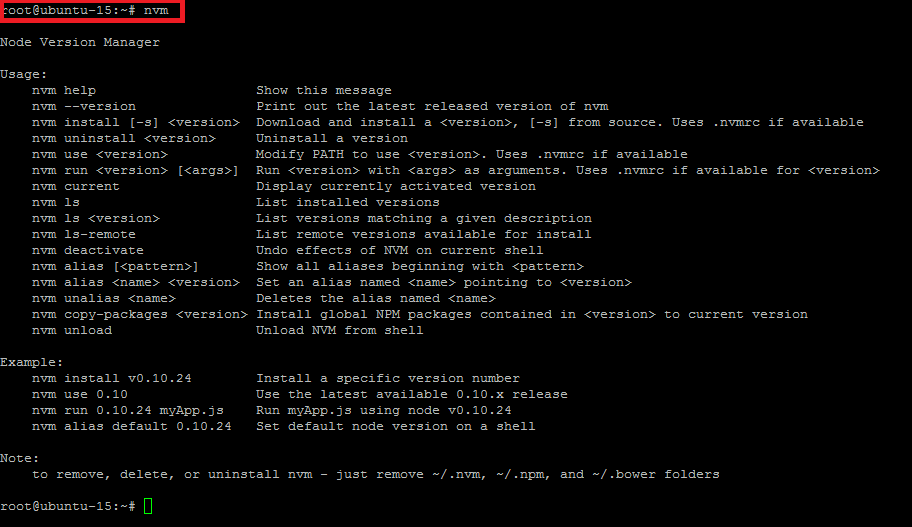 root@ubuntu-15:~# nvm
Node Version Manager
Usage:
nvm help Show this message
nvm --version Print out the latest released version of nvm
nvm install [-s] <version> Download and install a <version>, [-s] from source. Uses .nvmrc if available
nvm uninstall <version> Uninstall a version
nvm use <version> Modify PATH to use <version>. Uses .nvmrc if available
nvm run <version> [<args>] Run <version> with <args> as arguments. Uses .nvmrc if available for <version>
nvm current Display currently activated version
nvm ls List installed versions
nvm ls <version> List versions matching a given description
nvm ls-remote List remote versions available for install
nvm deactivate Undo effects of NVM on current shell
nvm alias [<pattern>] Show all aliases beginning with <pattern>
nvm alias <name> <version> Set an alias named <name> pointing to <version>
nvm unalias <name> Deletes the alias named <name>
nvm copy-packages <version> Install global NPM packages contained in <version> to current version
nvm unload Unload NVM from shell
Example:
nvm install v0.10.24 Install a specific version number
nvm use 0.10 Use the latest available 0.10.x release
nvm run 0.10.24 myApp.js Run myApp.js using node v0.10.24
nvm alias default 0.10.24 Set default node version on a shell
Note:
to remove, delete, or uninstall nvm - just remove ~/.nvm, ~/.npm, and ~/.bower folders
root@ubuntu-15:~#